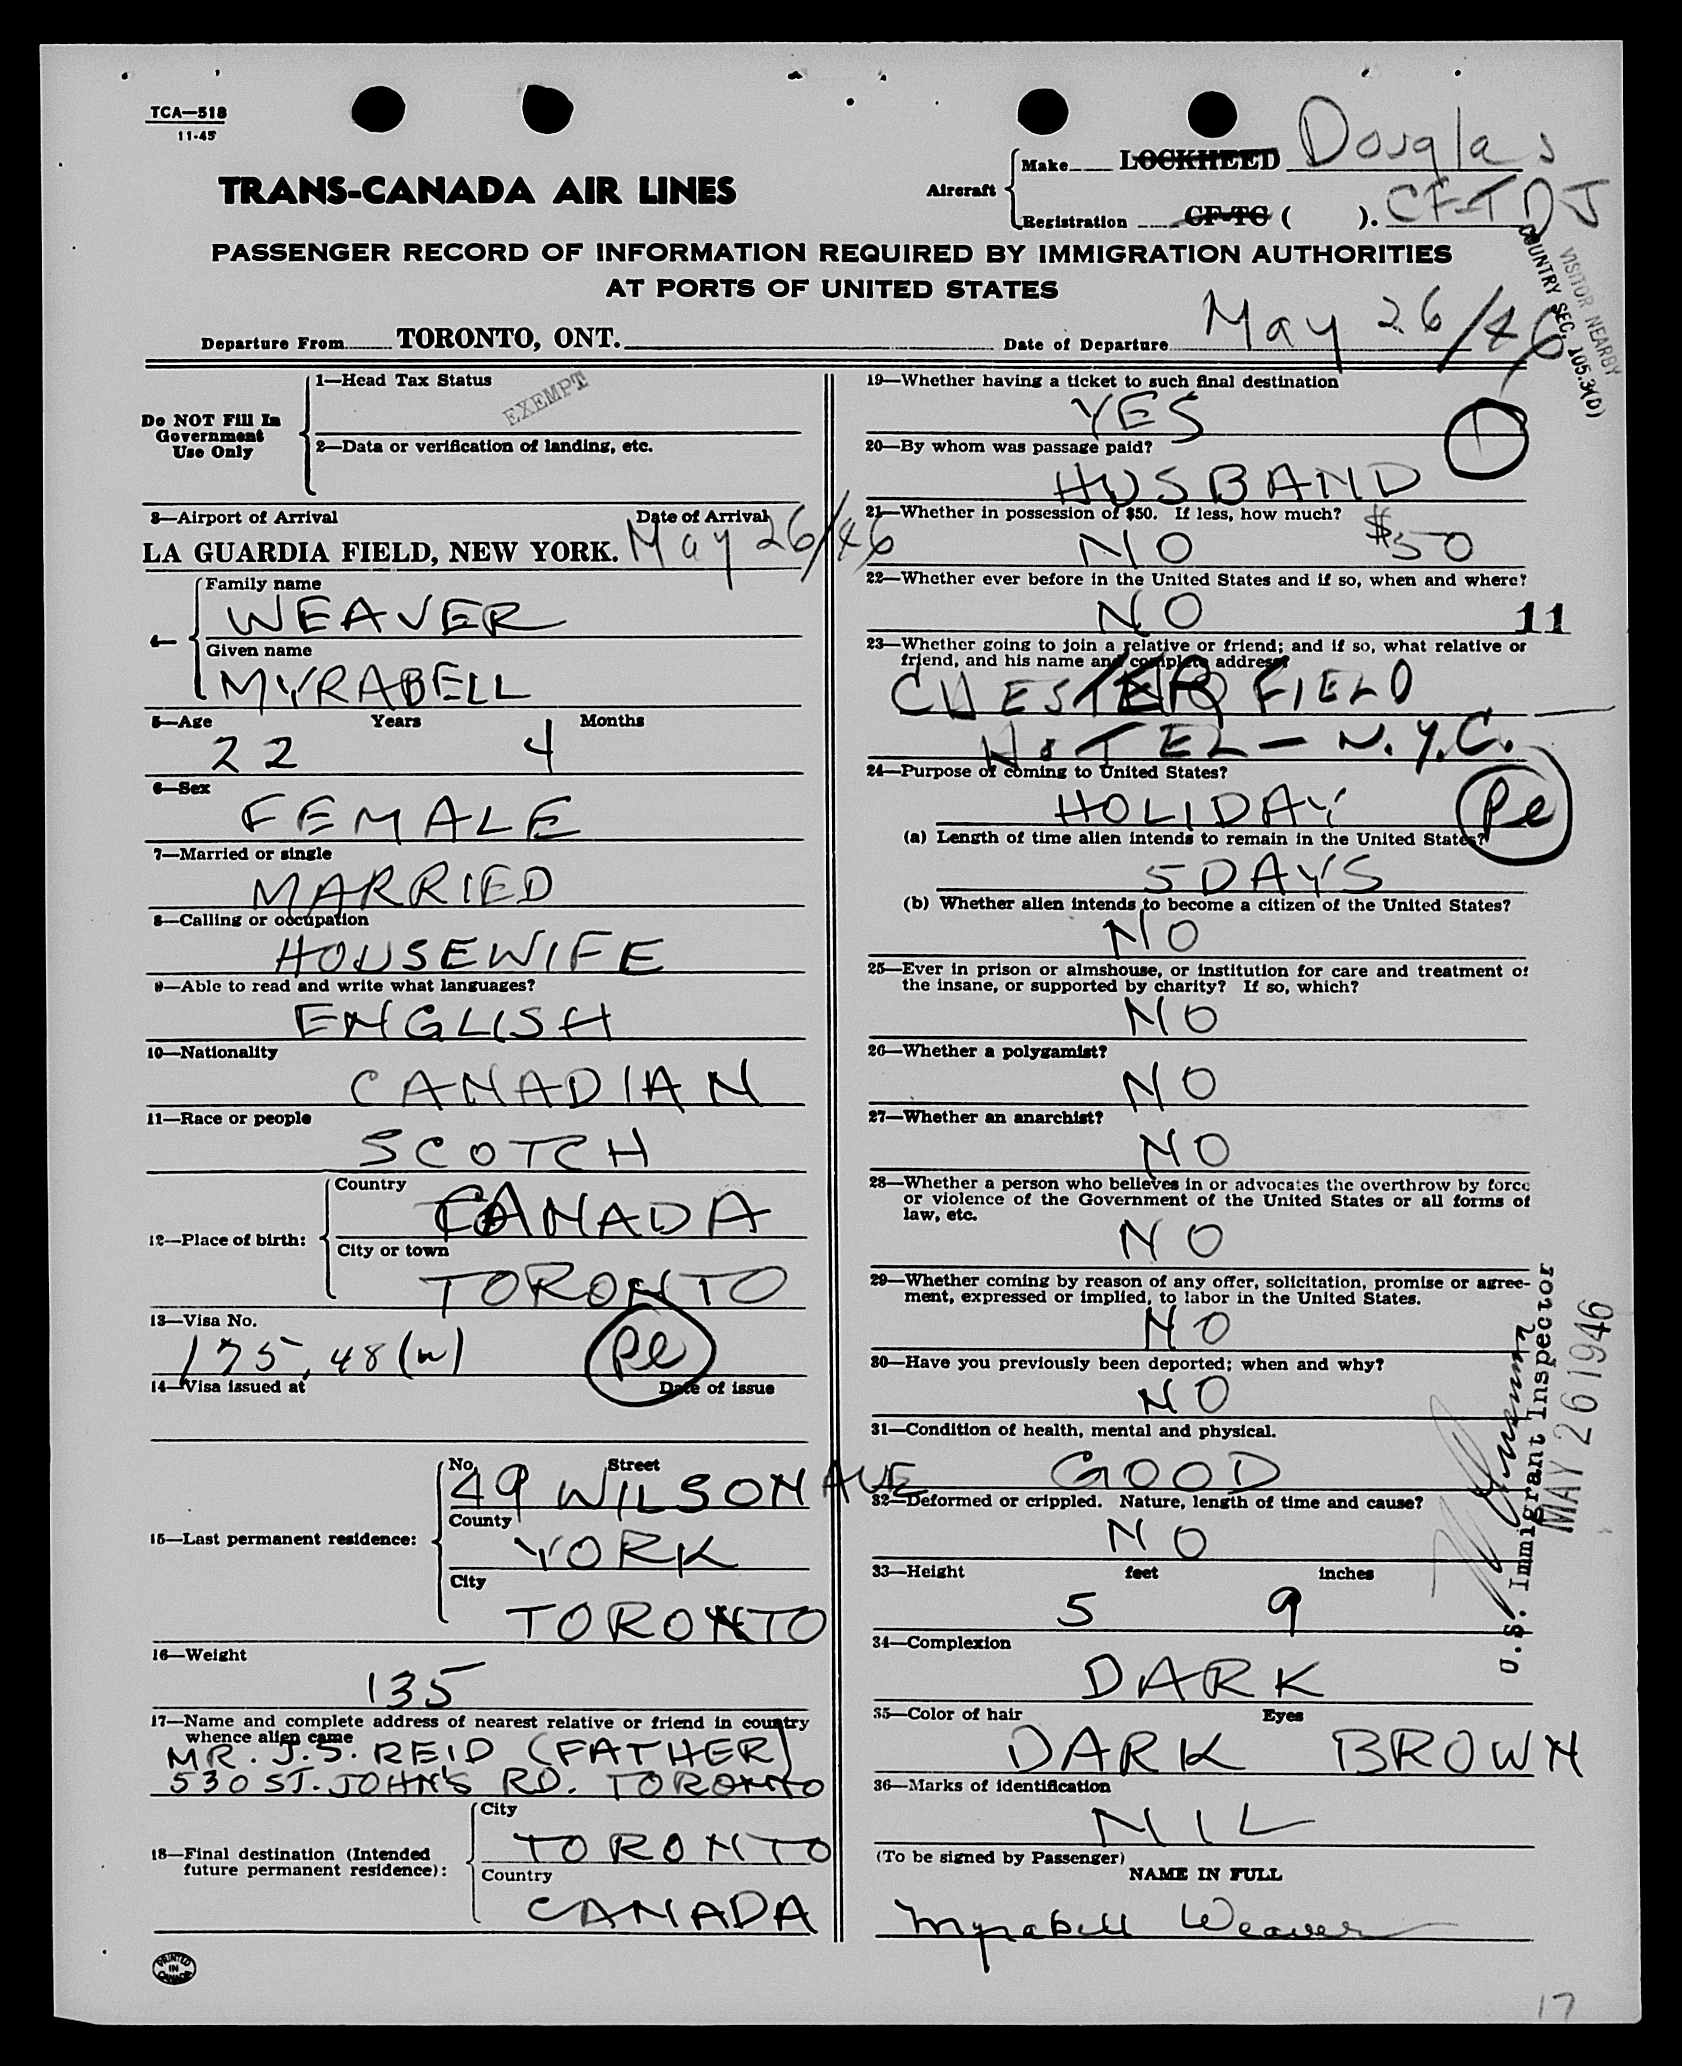 TCA—518
11-45
Aircraft
Make LOCKHEED Douglas
TRANS-CANADA AIR LINES
Registration CF-TC ( ). CF-TDJ
PASSENGER RECORD OF INFORMATION REQUIRED BY IMMIGRATION AUTHORITIES
AT PORTS OF UNITED STATES
VISITOR NEARBY
COUNTRY SEC. 105.3(D)
Departure From TORONTO, ONT. Date of Departure May 26/46
Do NOT Fill In
Government
Use Only
1—Head Tax Status
EXEMPT
2—Data or verification of landing, etc.
3—Airport of Arrival Date of Arrival
LA GUARDIA FIELD, NEW YORK. May 26/46
4—
Family name
WEAVER
Given name
MYRABELL
5—Age Years Months
22 4
6—Sex
FEMALE
7—Married or single
MARRIED
8—Calling or occupation
HOUSEWIFE
9—Able to read and write what languages?
ENGLISH
10—Nationality
CANADIAN
11—Race or people
SCOTCH
12—Place of birth:
Country
CANADA
City or town
TORONTO
13—Visa No.
175.48(w) Pe
14—Visa issued at Date of issue
15—Last permanent residence:
No. Street
49 WILSON AVE
County
YORK
City
TORONTO
16—Weight
135
17—Name and complete address of nearest relative or friend in country
whence alien came
MR. J.S. REID (FATHER)
530 ST. JOHN'S RD. TORONTO
18—Final destination (Intended
future permanent residence):
City
TORONTO
Country
CANADA
PRINTED
IN
CANADA
19—Whether having a ticket to such final destination
YES
20—By whom was passage paid?
HUSBAND
21—Whether in possession of $50. If less, how much?
NO $50
22—Whether ever before in the United States and if so, when and where?
NO 11
23—Whether going to join a relative or friend; and if so, what relative or
friend, and his name and complete address?
CHESTERFIELD
HOTEL — N.Y.C.
24—Purpose of coming to United States?
HOLIDAY Pe
(a) Length of time alien intends to remain in the United States?
5 DAYS
(b) Whether alien intends to become a citizen of the United States?
NO
25—Ever in prison or almshouse, or institution for care and treatment of
the insane, or supported by charity? If so, which?
NO
26—Whether a polygamist?
NO
27—Whether an anarchist?
NO
28—Whether a person who believes in or advocates the overthrow by force
or violence of the Government of the United States or all forms of
law, etc.
NO
29—Whether coming by reason of any offer, solicitation, promise or agree-
ment, expressed or implied, to labor in the United States.
NO
30—Have you previously been deported; when and why?
NO
31—Condition of health, mental and physical.
GOOD
32—Deformed or crippled. Nature, length of time and cause?
NO
33—Height feet inches
5 9
34—Complexion
DARK
35—Color of hair Eyes
DARK BROWN
36—Marks of identification
NIL
(To be signed by Passenger)
NAME IN FULL
Myrabell Weaver
U.S. Immigrant Inspector
MAY 26 1946
17